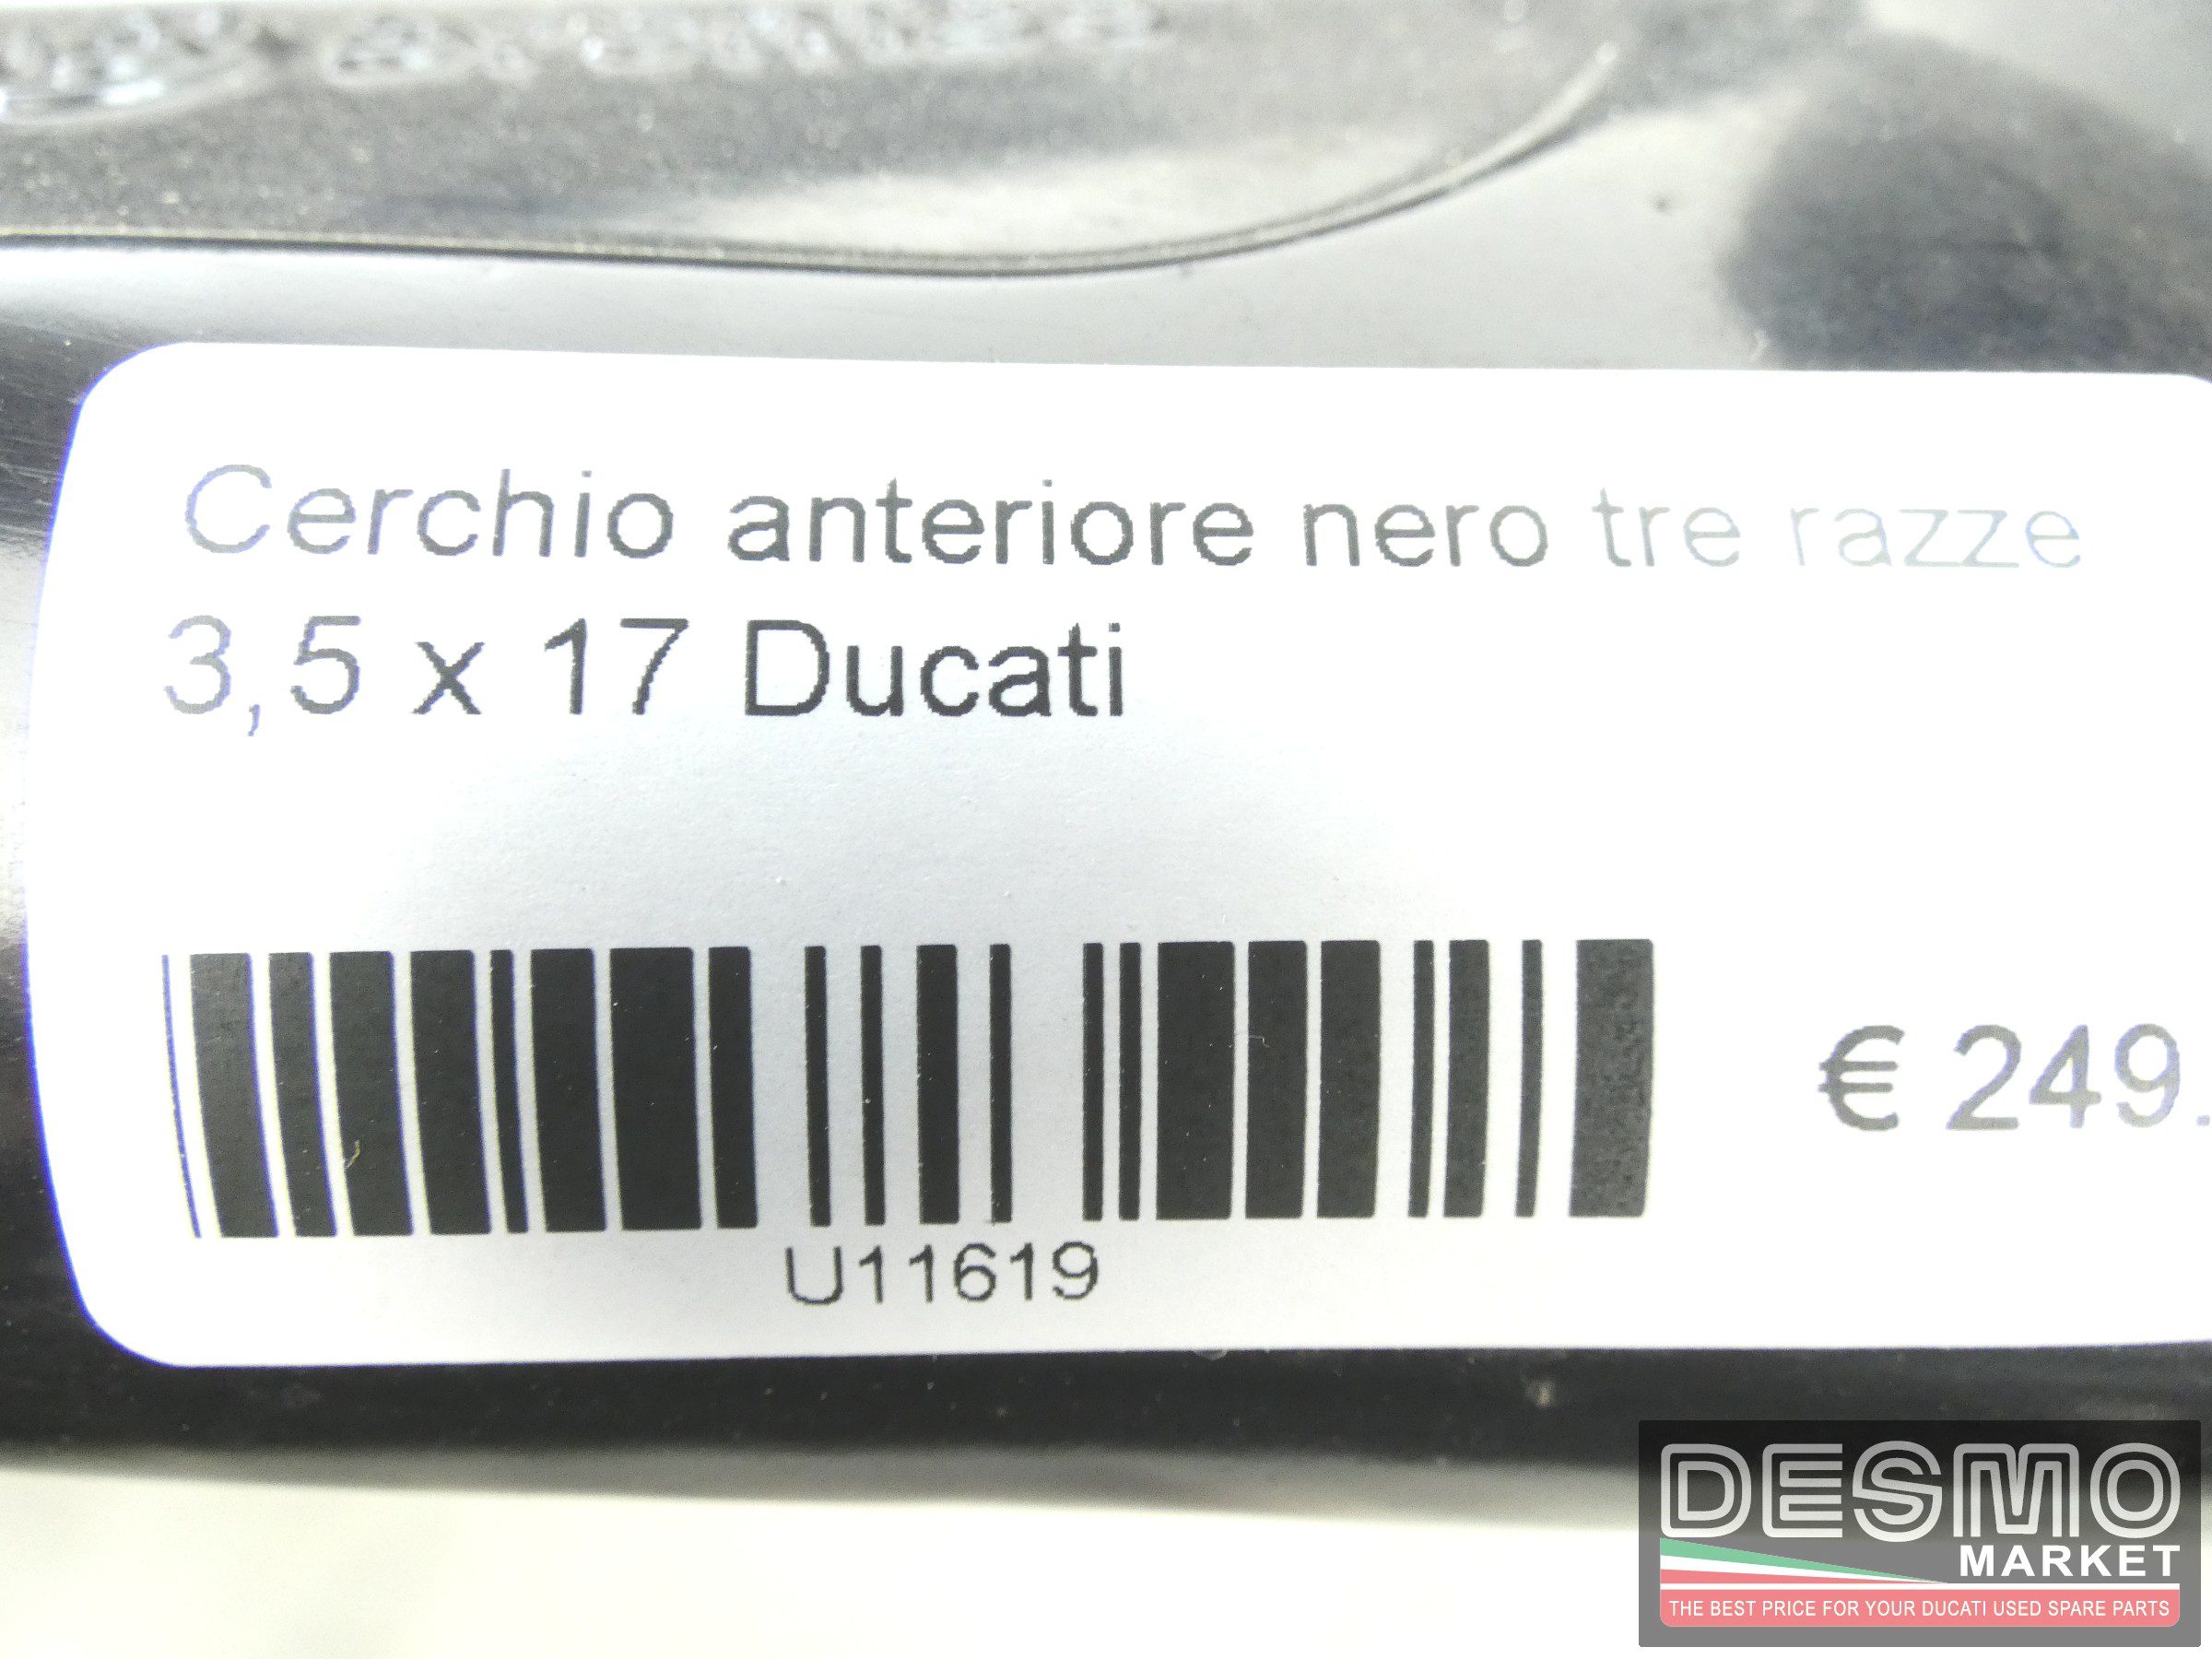 Cerchio anteriore nero tre razze
3,5 x 17 Ducati
€ 249.
U11619
DESMO
MARKET
THE BEST PRICE FOR YOUR DUCATI USED SPARE PARTS